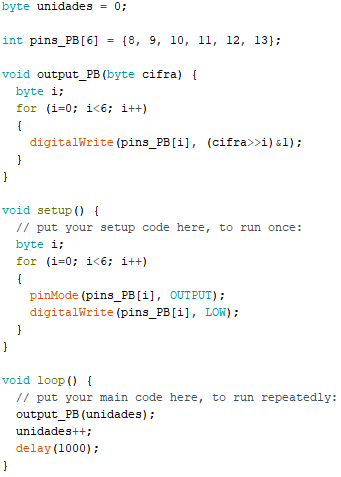 byte unidades = 0;
int pins_PB[6] = {8, 9, 10, 11, 12, 13};
void output_PB(byte cifra) {
byte i;
for (i=0; i<6; i++)
{
digitalWrite(pins_PB[i], (cifra>>i)&1);
}
}
void setup() {
// put your setup code here, to run once:
byte i;
for (i=0; i<6; i++)
{
pinMode(pins_PB[i], OUTPUT);
digitalWrite(pins_PB[i], LOW);
}
}
void loop() {
// put your main code here, to run repeatedly:
output_PB(unidades);
unidades++;
delay(1000);
}